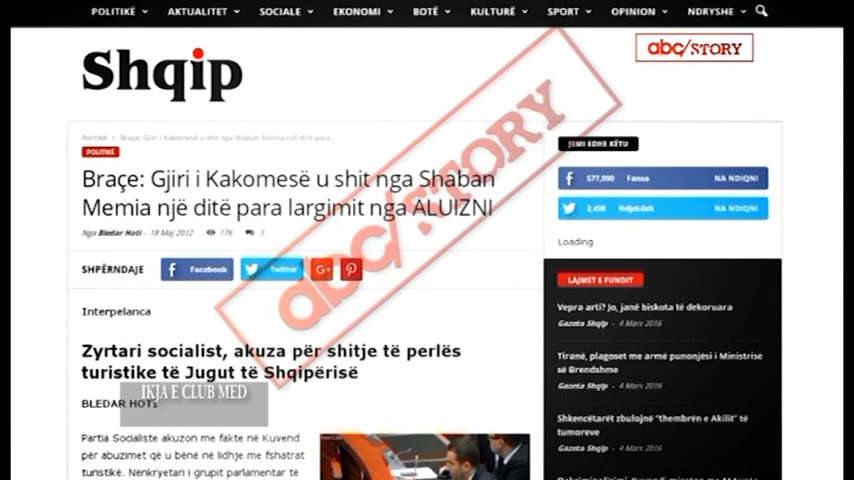 POLITIKË AKTUALITET SOCIALE EKONOMI BOTË KULTURË SPORT OPINION NDRYSHE
abc/STORY
Shqip
Politikë Braçe: Gjiri i Kakomesë u shit nga Shaban Memia një ditë para...
POLITIKË
Braçe: Gjiri i Kakomesë u shit nga Shaban
Memia një ditë para largimit nga ALUIZNI
Nga Bledar Hoti - 18 Maj 2012 176 1
SHPËRNDAJE Facebook Twitter
Interpelanca
Zyrtari socialist, akuza për shitje të perlës
turistike të Jugut të Shqipërisë
IKJA E CLUB MED
BLEDAR HOTI
Partia Socialiste akuzon me fakte në Kuvend
për abuzimet që u bënë në lidhje me fshatrat
turistikë. Nënkryetari i grupit parlamentar të
abc/STORY
JEMI EDHE KËTU
577,090 Fansa NA NDIQNI
2,498 Ndjekësit NA NDIQNI
Loading
LAJMET E FUNDIT
Vepra arti? Jo, janë biskota të dekoruara
Gazeta Shqip - 4 Mars 2016
Tiranë, plagoset me armë punonjësi i Ministrisë
së Brendshme
Gazeta Shqip - 4 Mars 2016
Shkencëtarët zbulojnë "thembrën e Akilit" të
tumoreve
Gazeta Shqip - 4 Mars 2016